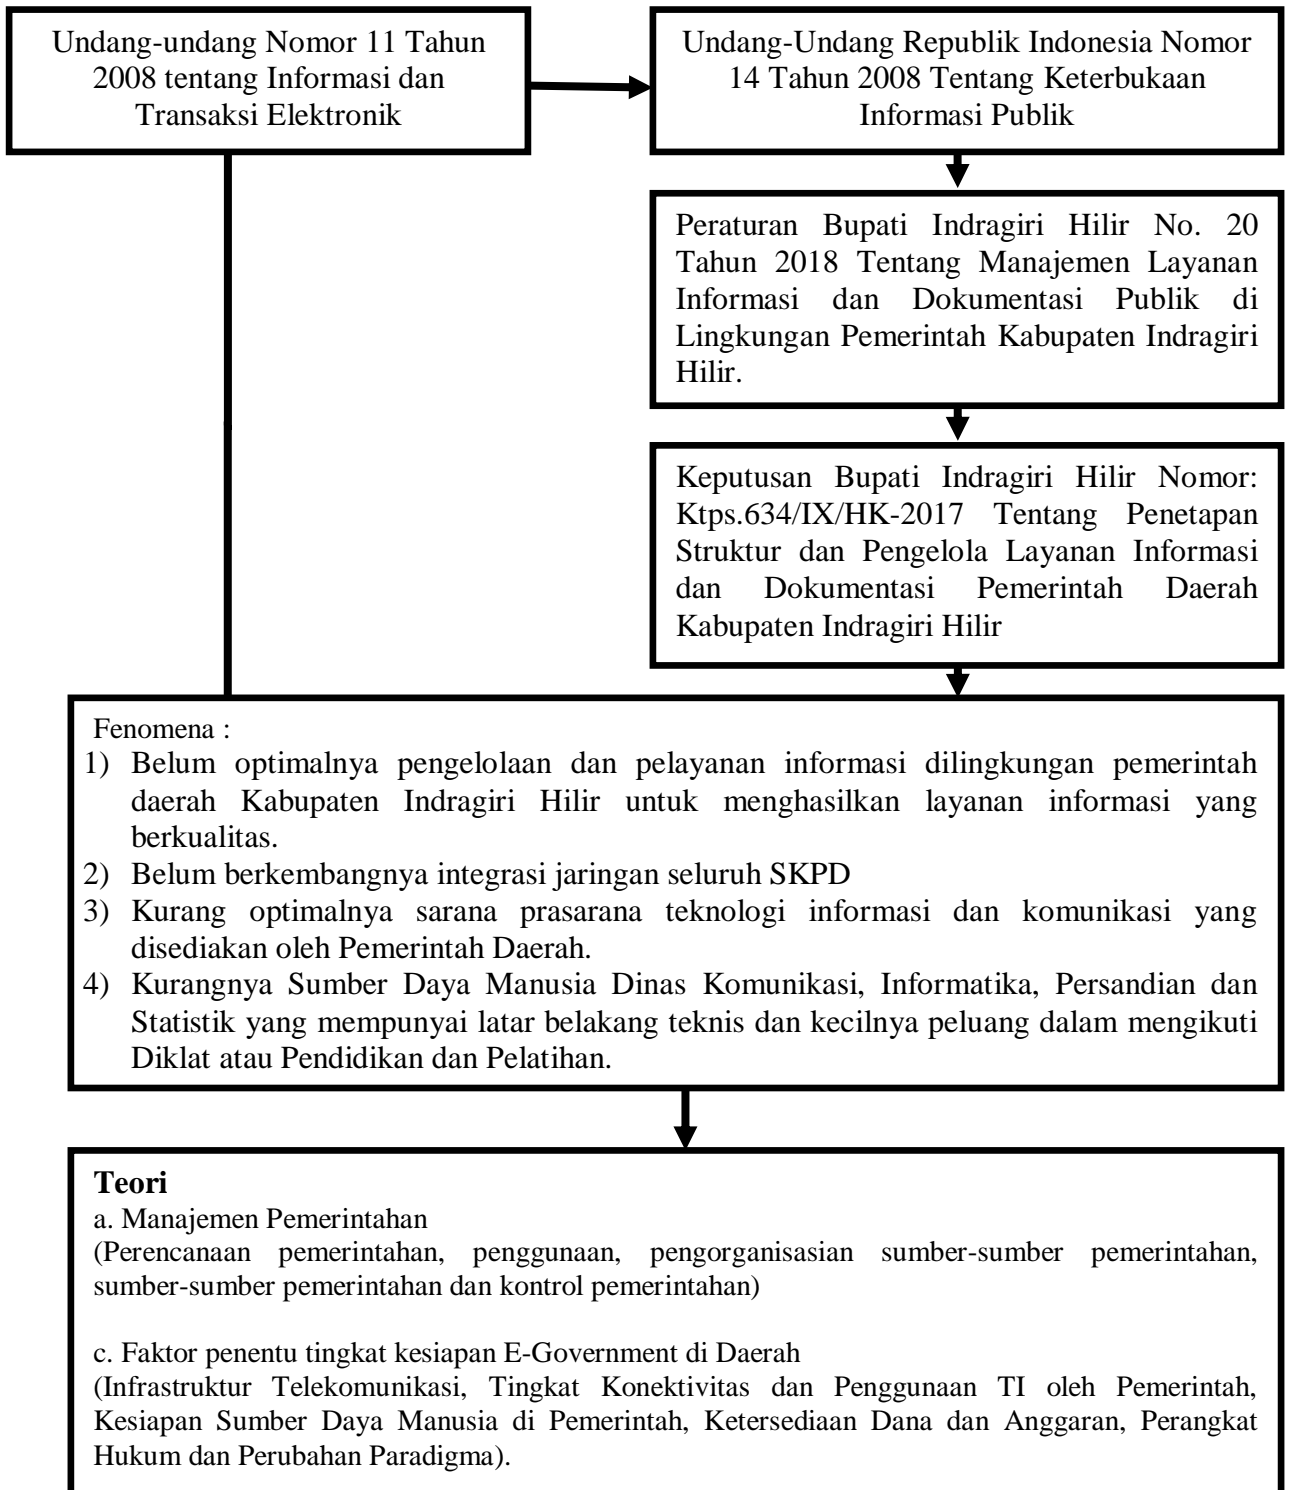 Undang-undang Nomor 11 Tahun
2008 tentang Informasi dan
Transaksi Elektronik
Undang-Undang Republik Indonesia Nomor
14 Tahun 2008 Tentang Keterbukaan
Informasi Publik
Peraturan Bupati Indragiri Hilir No. 20
Tahun 2018 Tentang Manajemen Layanan
Informasi dan Dokumentasi Publik di
Lingkungan Pemerintah Kabupaten Indragiri
Hilir.
Keputusan Bupati Indragiri Hilir Nomor:
Ktps.634/IX/HK-2017 Tentang Penetapan
Struktur dan Pengelola Layanan Informasi
dan Dokumentasi Pemerintah Daerah
Kabupaten Indragiri Hilir
Fenomena :
1) Belum optimalnya pengelolaan dan pelayanan informasi dilingkungan pemerintah
daerah Kabupaten Indragiri Hilir untuk menghasilkan layanan informasi yang
berkualitas.
2) Belum berkembangnya integrasi jaringan seluruh SKPD
3) Kurang optimalnya sarana prasarana teknologi informasi dan komunikasi yang
disediakan oleh Pemerintah Daerah.
4) Kurangnya Sumber Daya Manusia Dinas Komunikasi, Informatika, Persandian dan
Statistik yang mempunyai latar belakang teknis dan kecilnya peluang dalam mengikuti
Diklat atau Pendidikan dan Pelatihan.
Teori
a. Manajemen Pemerintahan
(Perencanaan pemerintahan, penggunaan, pengorganisasian sumber-sumber pemerintahan,
sumber-sumber pemerintahan dan kontrol pemerintahan)
c. Faktor penentu tingkat kesiapan E-Government di Daerah
(Infrastruktur Telekomunikasi, Tingkat Konektivitas dan Penggunaan TI oleh Pemerintah,
Kesiapan Sumber Daya Manusia di Pemerintah, Ketersediaan Dana dan Anggaran, Perangkat
Hukum dan Perubahan Paradigma).